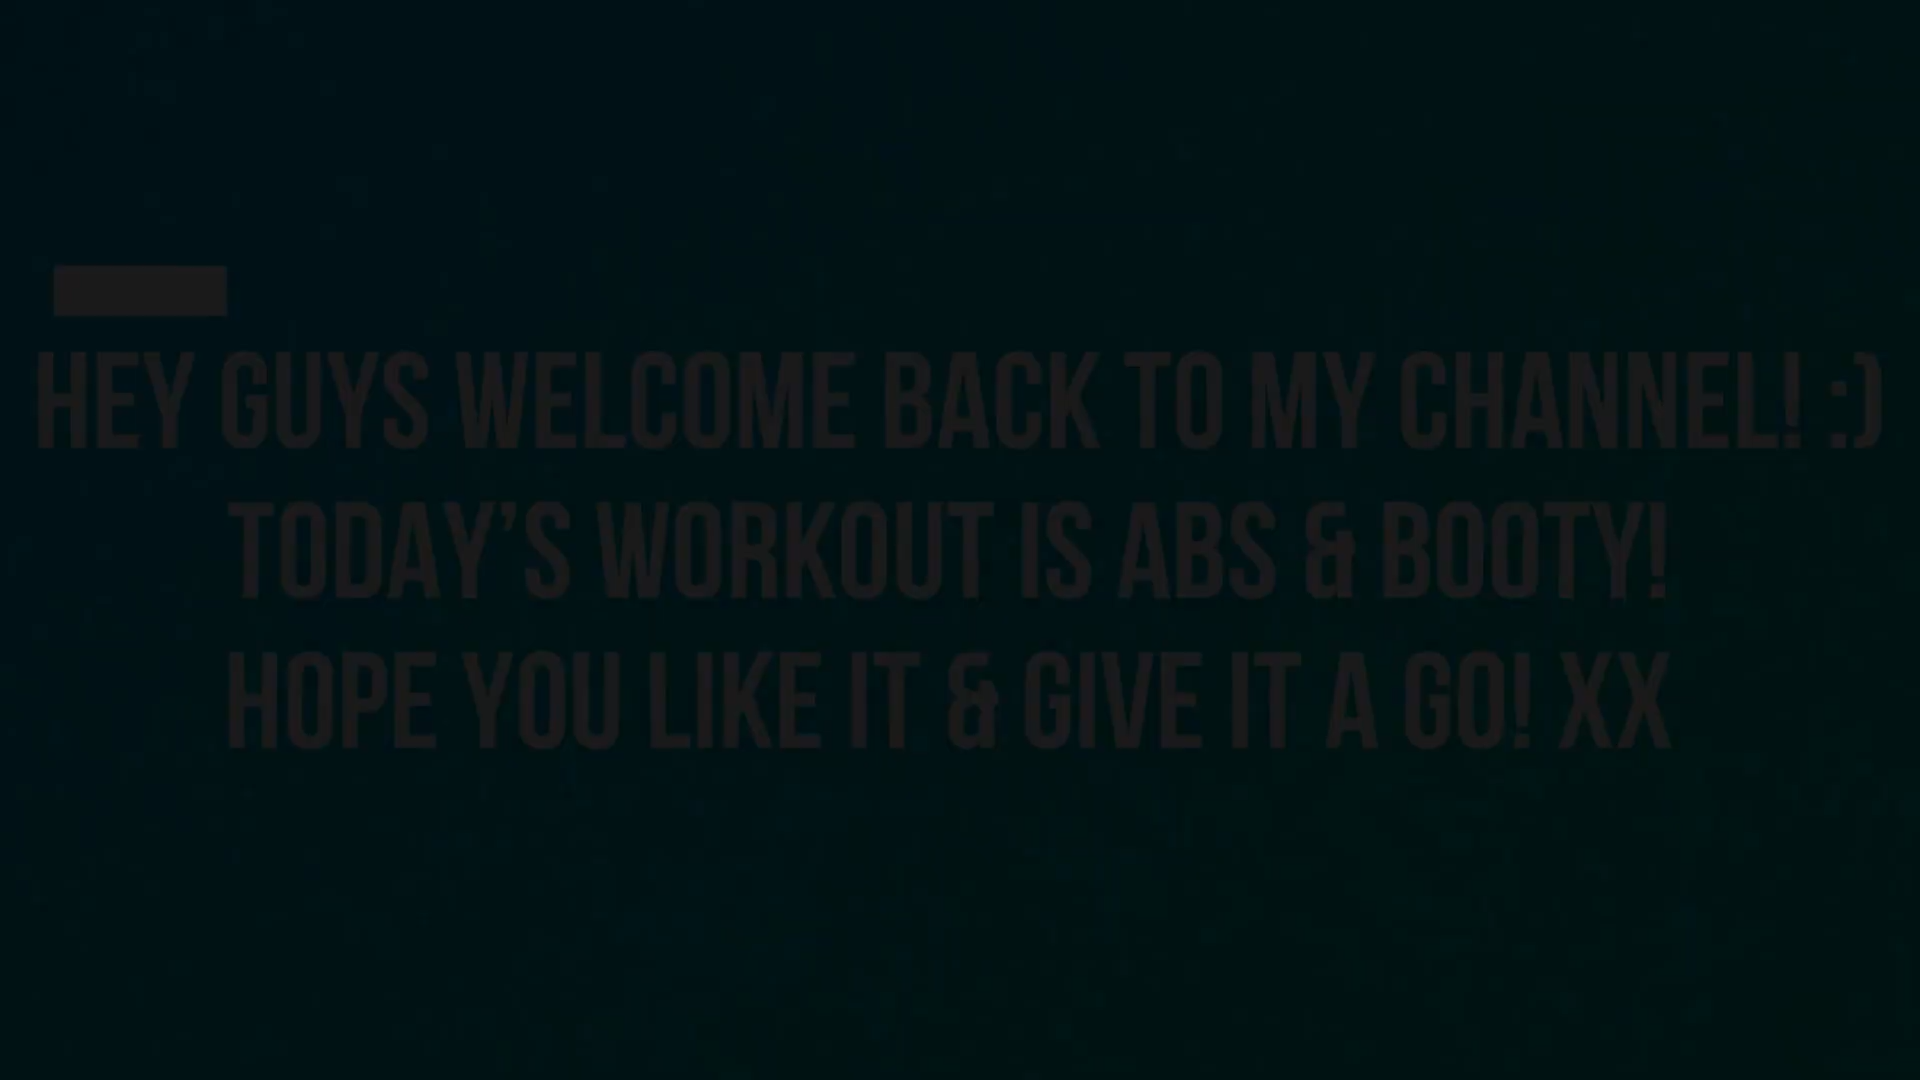 HEY GUYS WELCOME BACK TO MY CHANNEL! :)
TODAY'S WORKOUT IS ABS & BOOTY!
HOPE YOU LIKE IT & GIVE IT A GO! XX